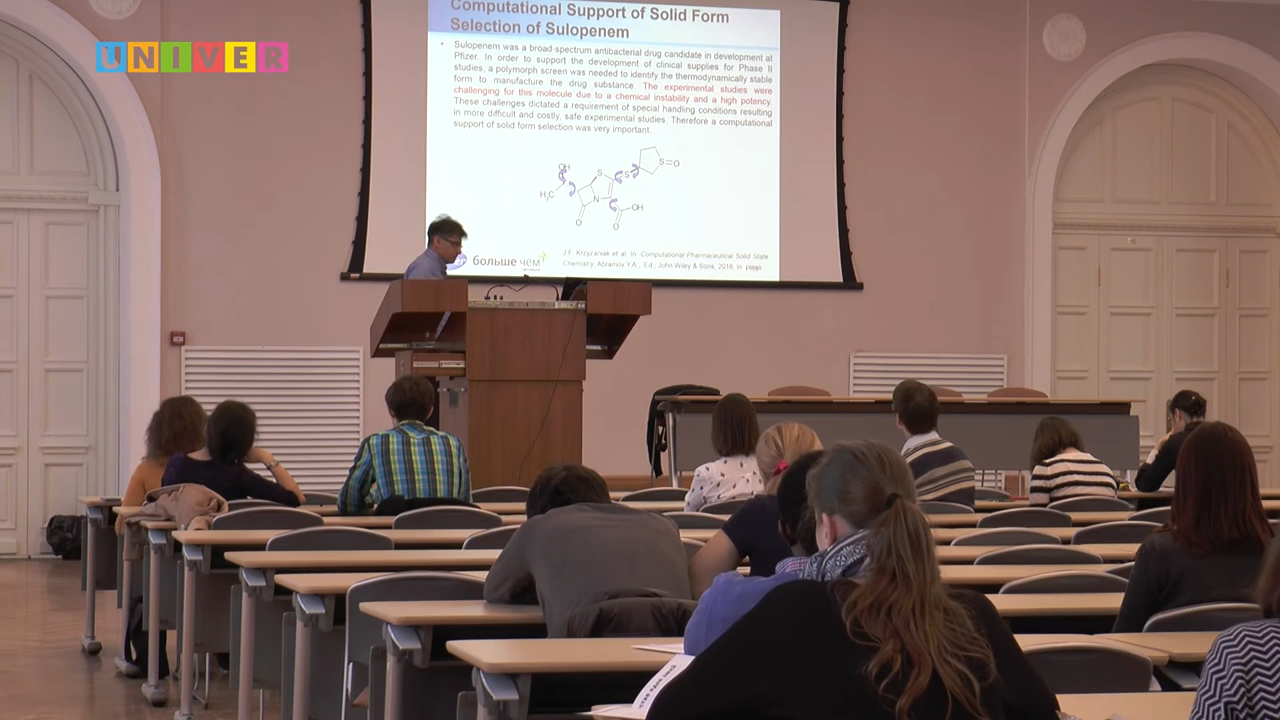 UNIVER
Computational Support of Solid Form
Selection of Sulopenem
• Sulopenem was a broad-spectrum antibacterial drug candidate in development at
Pfizer. In order to support the development of clinical supplies for Phase II
studies, a polymorph screen was needed to identify the thermodynamically stable
form to manufacture the drug substance. The experimental studies were
challenging for this molecule due to a chemical instability and a high potency.
These challenges dictated a requirement of special handling conditions resulting
in more difficult and costly, safe experimental studies. Therefore a computational
support of solid form selection was very important.
OH
H3C
S
S
S=O
N
OH
O
O
больше чем
J.F. Krzyzaniak et al. In: Computational Pharmaceutical Solid State
Chemistry, Abramov Y.A., Ed.; John Wiley & Sons, 2016, in press.